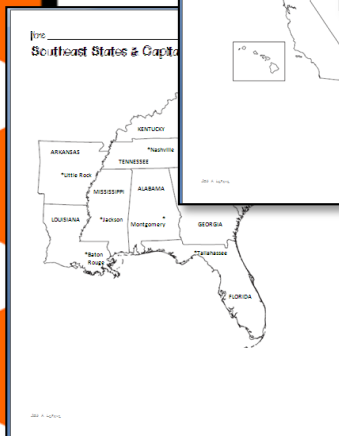 Southeast States & Capita
KENTUCKY
ARKANSAS
*Nashville
TENNESSEE
*Little Rock
MISSISSIPPI
ALABAMA
LOUISIANA
*Jackson
Montgomery
GEORGIA
*Baton
Rouge
*Tallahassee
FLORIDA